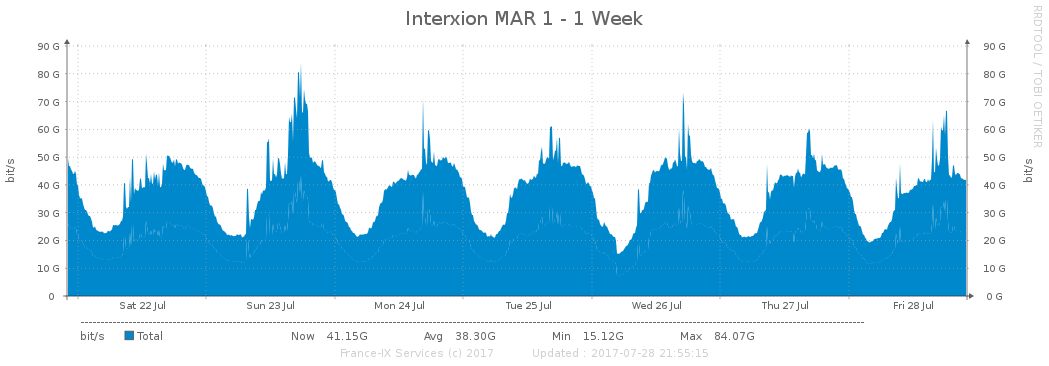 Interxion MAR 1 - 1 Week
RRDTOOL / TOBI OETIKER
90 G 90 G
80 G 80 G
70 G 70 G
60 G 60 G
50 G 50 G
40 G 40 G
30 G 30 G
20 G 20 G
10 G 10 G
0 0 G
bit/s bit/s
Sat 22 Jul Sun 23 Jul Mon 24 Jul Tue 25 Jul Wed 26 Jul Thu 27 Jul Fri 28 Jul
bit/s Total Now 41.15G Avg 38.30G Min 15.12G Max 84.07G
France-IX Services (c) 2017 Updated : 2017-07-28 21:55:15